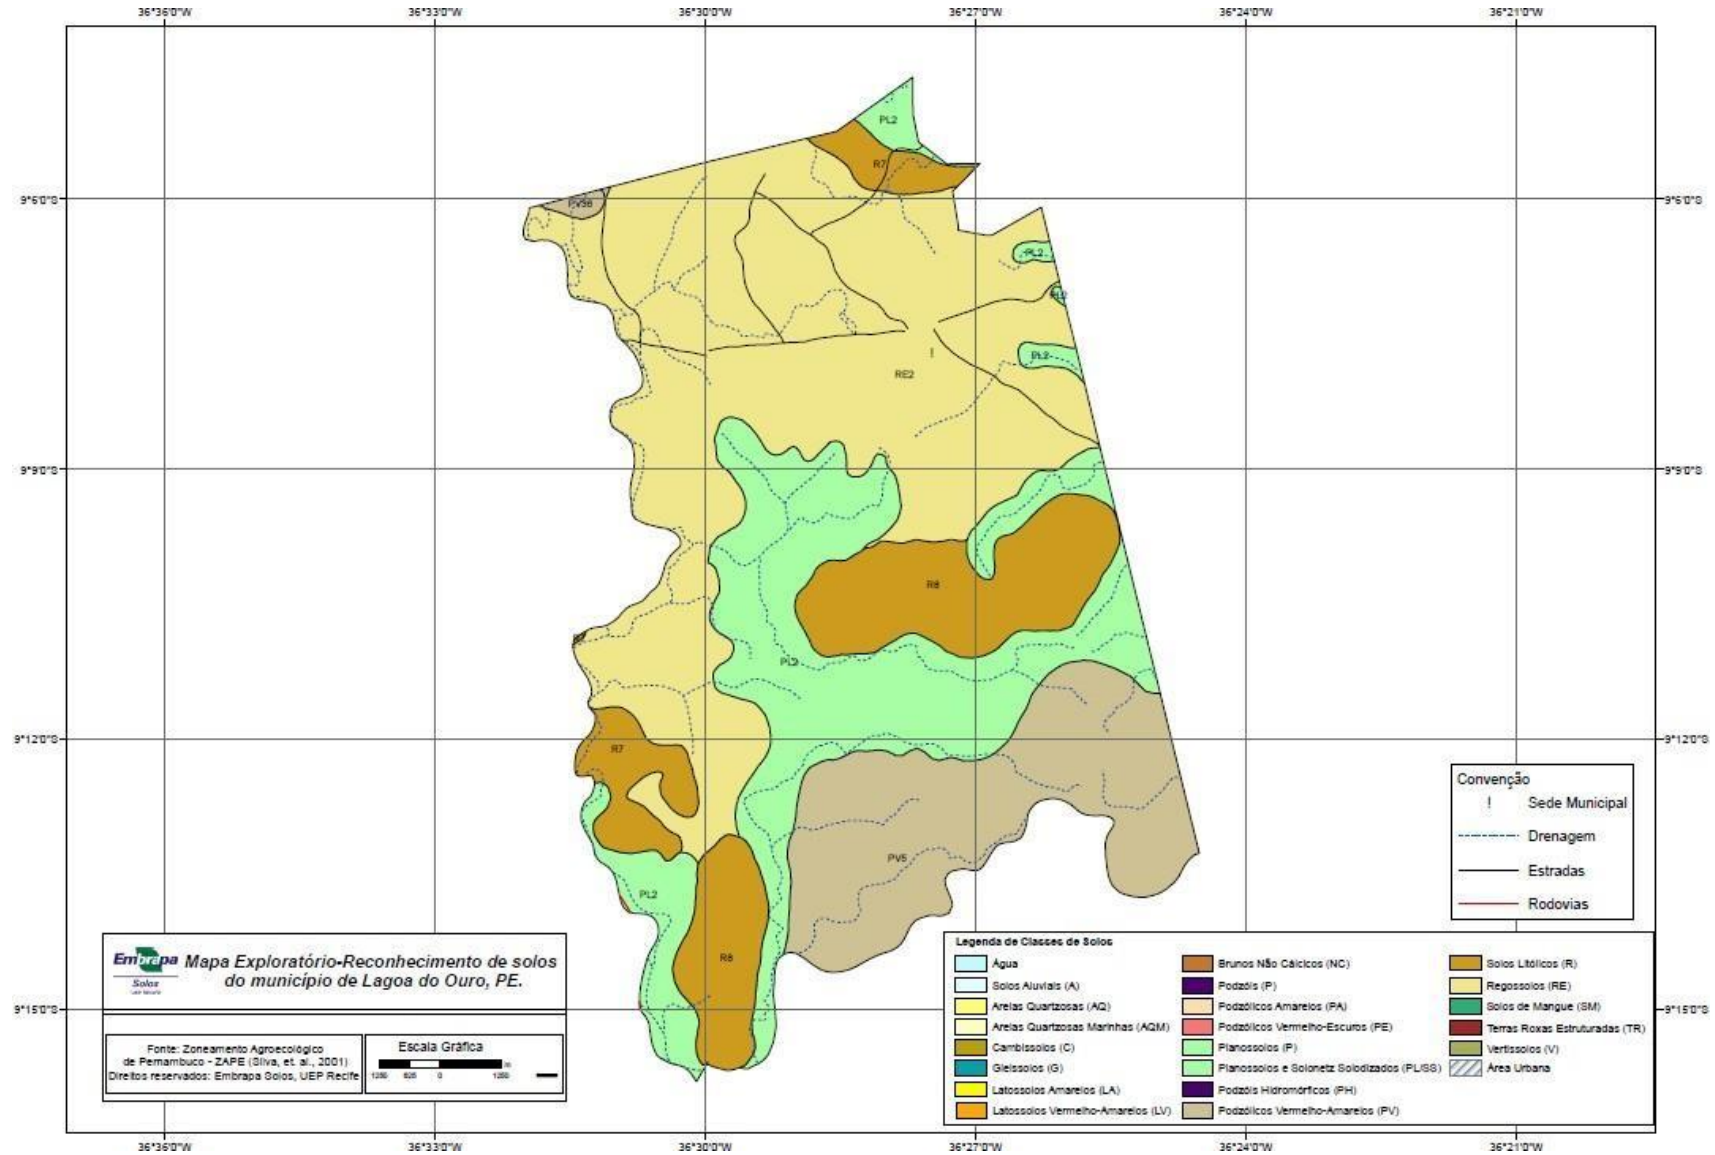 36°36'0"W 36°33'0"W 36°30'0"W 36°27'0"W 36°24'0"W 36°21'0"W
PL2
R7
9°6'0"S 9°6'0"S
PL2
PL2
PL2
!
RE2
9°9'0"S 9°9'0"S
R8
PL2
9°12'0"S 9°12'0"S
R7
PV5
PL2
R8
9°15'0"S 9°15'0"S
Convenção
! Sede Municipal
Drenagem
Estradas
Rodovias
Embrapa
Solos
Mapa Exploratório-Reconhecimento de solos
do município de Lagoa do Ouro, PE.
Fonte: Zoneamento Agroecológico
de Pernambuco - ZAPE (Silva, et. al., 2001)
Direitos reservados: Embrapa Solos, UEP Recife
Escala Gráfica
1250 625 0 1250
Legenda de Classes de Solos
Água
Solos Aluviais (A)
Areias Quartzosas (AQ)
Areias Quartzosas Marinhas (AQM)
Cambissolos (C)
Gleissolos (G)
Latossolos Amarelos (LA)
Latossolos Vermelho-Amarelos (LV)
Brunos Não Cálcicos (NC)
Podzóis (P)
Podzólicos Amarelos (PA)
Podzólicos Vermelho-Escuros (PE)
Planossolos (P)
Planossolos e Solonetz Solodizados (PL/SS)
Podzóis Hidromórficos (PH)
Podzólicos Vermelho-Amarelos (PV)
Solos Litólicos (R)
Regossolos (RE)
Solos de Mangue (SM)
Terras Roxas Estruturadas (TR)
Vertissolos (V)
Área Urbana
36°36'0"W 36°33'0"W 36°30'0"W 36°27'0"W 36°24'0"W 36°21'0"W